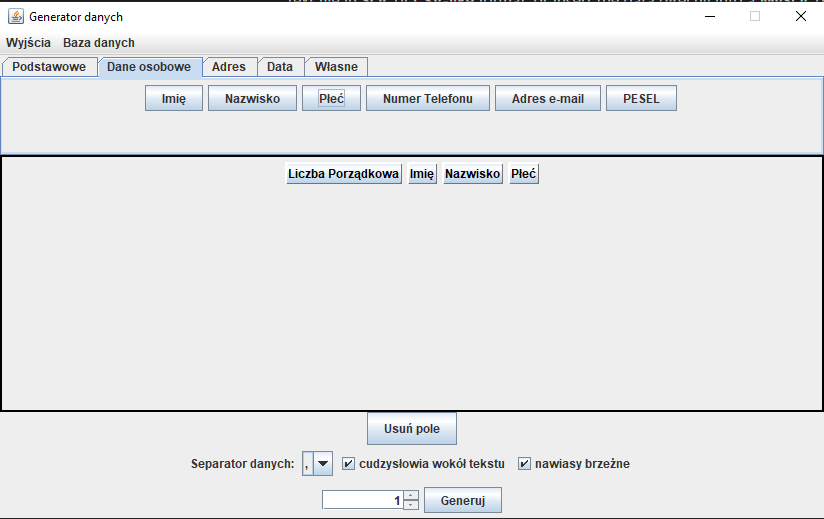 Generator danych
Wyjścia Baza danych
Podstawowe Dane osobowe Adres Data Własne
Imię Nazwisko Płeć Numer Telefonu Adres e-mail PESEL
Liczba Porządkowa Imię Nazwisko Płeć
Usuń pole
Separator danych: , cudzysłowia wokół tekstu nawiasy brzeżne
1 Generuj